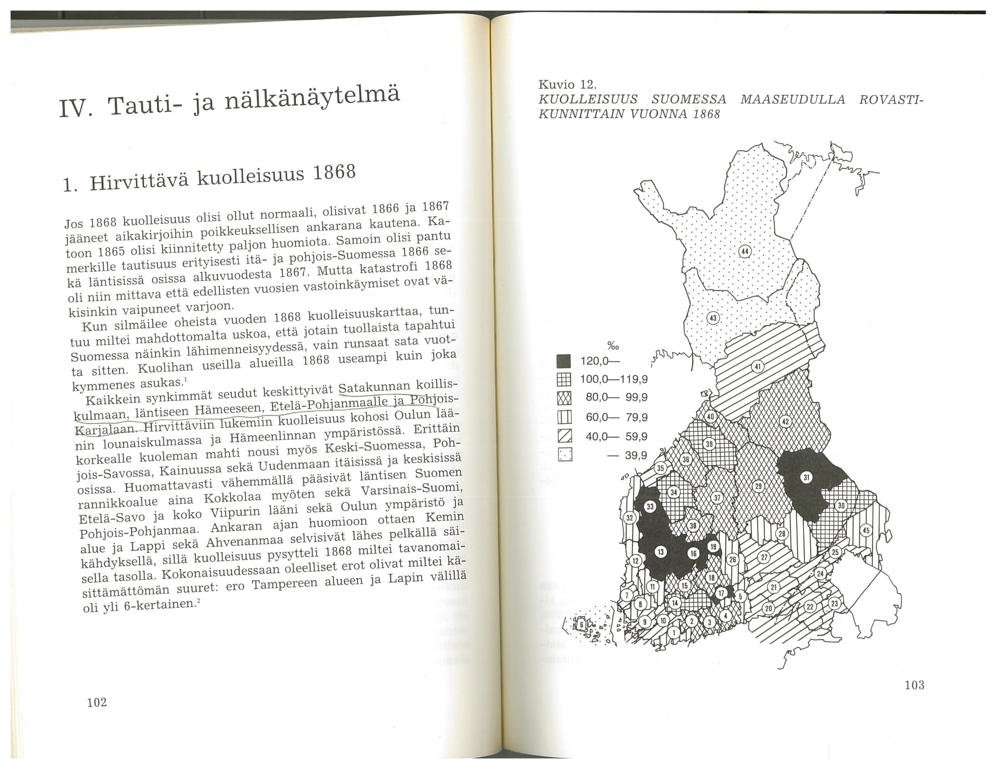 IV. Tauti- ja nälkänäytelmä
1. Hirvittävä kuolleisuus 1868
Jos 1868 kuolleisuus olisi ollut normaali, olisivat 1866 ja 1867
jääneet aikakirjoihin poikkeuksellisen ankarana kautena. Ka-
toon 1865 olisi kiinnitetty paljon huomiota. Samoin olisi pantu
merkille tautisuus erityisesti itä- ja pohjois-Suomessa 1866 se-
kä läntisissä osissa alkuvuodesta 1867. Mutta katastrofi 1868
oli niin mittava että edellisten vuosien vastoinkäymiset ovat vä-
kisinkin vaipuneet varjoon.
Kun silmäilee oheista vuoden 1868 kuolleisuuskarttaa, tun-
tuu miltei mahdottomalta uskoa, että jotain tuollaista tapahtui
Suomessa näinkin lähimenneisyydessä, vain runsaat sata vuot-
ta sitten. Kuolihan useilla alueilla 1868 useampi kuin joka
kymmenes asukas.¹
Kaikkein synkimmät seudut keskittyivät Satakunnan koillis-
kulmaan, läntiseen Hämeeseen, Etelä-Pohjanmaalle ja Pohjois-
Karjalaan. Hirvittäviin lukemiin kuolleisuus kohosi Oulun lää-
nin lounaiskulmassa ja Hämeenlinnan ympäristössä. Erittäin
korkealle kuoleman mahti nousi myös Keski-Suomessa, Poh-
jois-Savossa, Kainuussa sekä Uudenmaan itäisissä ja keskisissä
osissa. Huomattavasti vähemmällä pääsivät läntisen Suomen
rannikkoalue aina Kokkolaa myöten sekä Varsinais-Suomi,
Etelä-Savo ja koko Viipurin lääni sekä Oulun ympäristö ja
Pohjois-Pohjanmaa. Ankaran ajan huomioon ottaen Kemin
alue ja Lappi sekä Ahvenanmaa selvisivät lähes pelkällä säi-
kähdyksellä, sillä kuolleisuus pysytteli 1868 miltei tavanomai-
sella tasolla. Kokonaisuudessaan oleelliset erot olivat miltei kä-
sittämättömän suuret: ero Tampereen alueen ja Lapin välillä
oli yli 6-kertainen.²
102
Kuvio 12.
KUOLLEISUUS SUOMESSA MAASEUDULLA ROVASTI-
KUNNITTAIN VUONNA 1868
‰
120,0—
100,0—119,9
80,0— 99,9
60,0— 79,9
40,0— 59,9
— 39,9
44
43
41
40
42
39
36
35
31
29
34
37
33
30
32
38
28
45
19
13
16
25
12
26
27
24
18
11
15
21
17
7
5
8
14
20
22
23
4
9
10
2
3
6
1
103